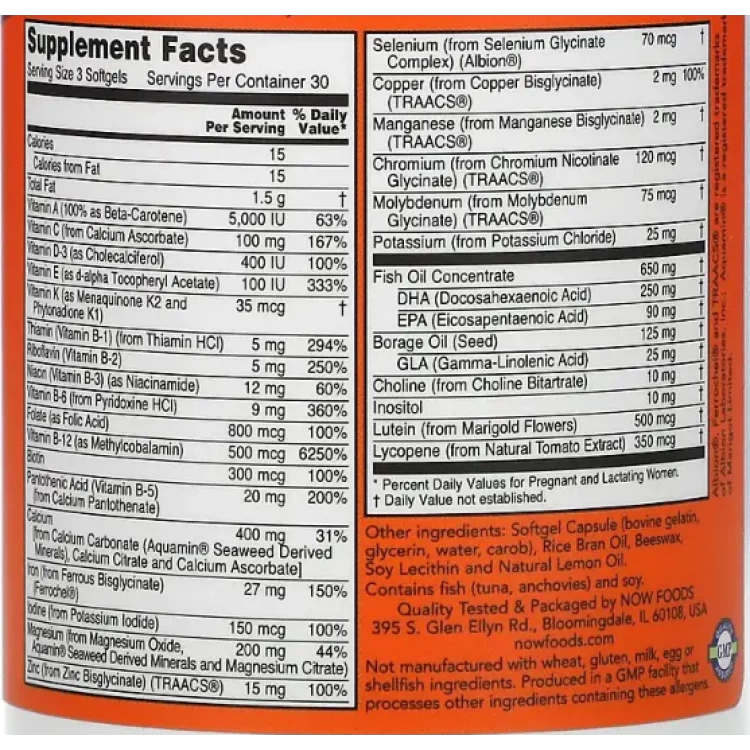 Supplement Facts
Serving Size 3 Softgels Servings Per Container 30
Amount Per Serving % Daily Value*
Calories 15
Calories from Fat 15
Total Fat 1.5 g †
Vitamin A (100% as Beta-Carotene) 5,000 IU 63%
Vitamin C (from Calcium Ascorbate) 100 mg 167%
Vitamin D-3 (as Cholecalciferol) 400 IU 100%
Vitamin E (as d-alpha Tocopheryl Acetate) 100 IU 333%
Vitamin K (as Menaquinone K2 and 35 mcg †
Phytonadione K1)
Thiamin (Vitamin B-1) (from Thiamin HCl) 5 mg 294%
Riboflavin (Vitamin B-2) 5 mg 250%
Niacin (Vitamin B-3) (as Niacinamide) 12 mg 60%
Vitamin B-6 (from Pyridoxine HCl) 9 mg 360%
Folate (as Folic Acid) 800 mcg 100%
Vitamin B-12 (as Methylcobalamin) 500 mcg 6250%
Biotin 300 mcg 100%
Pantothenic Acid (Vitamin B-5) 20 mg 200%
(from Calcium Pantothenate)
Calcium 400 mg 31%
[from Calcium Carbonate (Aquamin® Seaweed Derived
Minerals), Calcium Citrate and Calcium Ascorbate]
Iron (from Ferrous Bisglycinate) 27 mg 150%
(Ferrochel®)
Iodine (from Potassium Iodide) 150 mcg 100%
Magnesium (from Magnesium Oxide, 200 mg 44%
Aquamin® Seaweed Derived Minerals and Magnesium Citrate)
Zinc (from Zinc Bisglycinate) (TRAACS®) 15 mg 100%
Selenium (from Selenium Glycinate 70 mcg †
Complex) (Albion®)
Copper (from Copper Bisglycinate) 2 mg 100%
(TRAACS®)
Manganese (from Manganese Bisglycinate) 2 mg †
(TRAACS®)
Chromium (from Chromium Nicotinate 120 mcg †
Glycinate) (TRAACS®)
Molybdenum (from Molybdenum 75 mcg †
Glycinate) (TRAACS®)
Potassium (from Potassium Chloride) 25 mg †
Fish Oil Concentrate 650 mg †
DHA (Docosahexaenoic Acid) 250 mg †
EPA (Eicosapentaenoic Acid) 90 mg †
Borage Oil (Seed) 125 mg †
GLA (Gamma-Linolenic Acid) 25 mg †
Choline (from Choline Bitartrate) 10 mg †
Inositol 10 mg †
Lutein (from Marigold Flowers) 500 mcg †
Lycopene (from Natural Tomato Extract) 350 mcg †
* Percent Daily Values for Pregnant and Lactating Women.
† Daily Value not established.
Other ingredients: Softgel Capsule (bovine gelatin,
glycerin, water, carob), Rice Bran Oil, Beeswax,
Soy Lecithin and Natural Lemon Oil.
Contains fish (tuna, anchovies) and soy.
Quality Tested & Packaged by NOW FOODS
395 S. Glen Ellyn Rd., Bloomingdale, IL 60108, USA
nowfoods.com
Not manufactured with wheat, gluten, milk, egg or
shellfish ingredients. Produced in a GMP facility that
processes other ingredients containing these allergens.
Albion®, Ferrochel® and TRAACS® are registered trademarks
of Albion Laboratories, Inc.; Aquamin® is a registered trademark
of Marigot Limited.
GMP